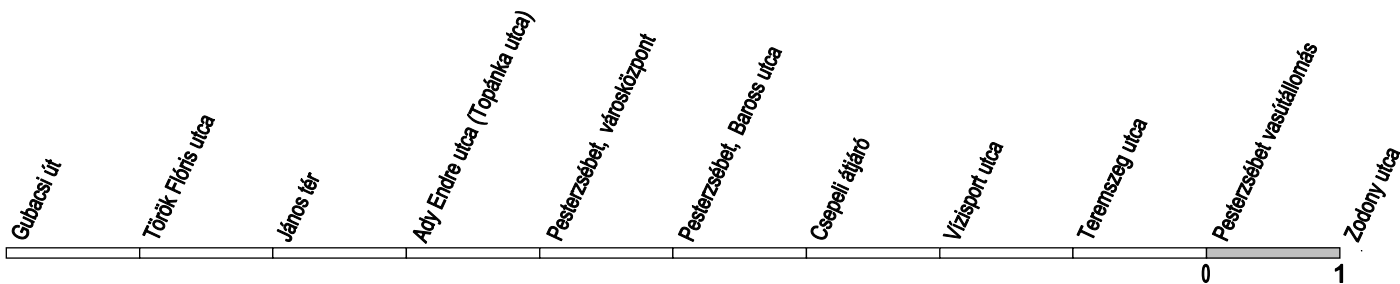 Gubacsi út
Török Flóris utca
János tér
Ady Endre utca (Topánka utca)
Pesterzsébet, városközpont
Pesterzsébet, Baross utca
Csepeli átjáró
Vízisport utca
Teremszeg utca
Pesterzsébet vasútállomás
Zodony utca
0
1